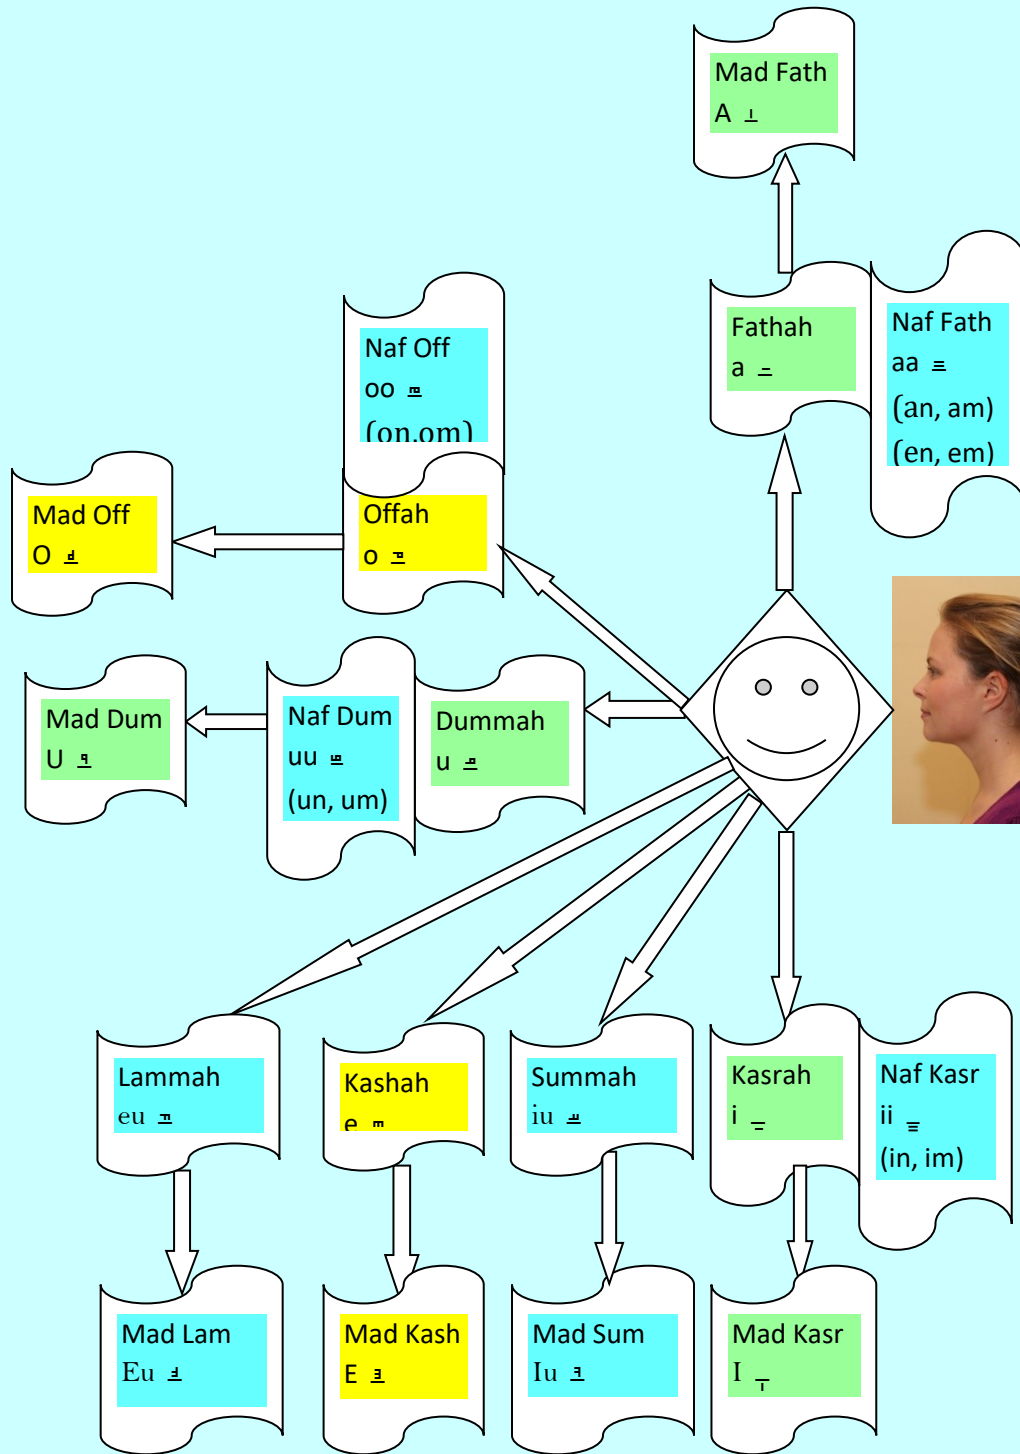 Mad Fath
A
Fathah
a
Naf Fath
aa
(an, am)
(en, em)
Naf Off
oo
(on.om)
Mad Off
O
Offah
o
Mad Dum
U
Naf Dum
uu
(un, um)
Dummah
u
Lammah
eu
Kashah
e
Summah
iu
Kasrah
i
Naf Kasr
ii
(in, im)
Mad Lam
Eu
Mad Kash
E
Mad Sum
Iu
Mad Kasr
I